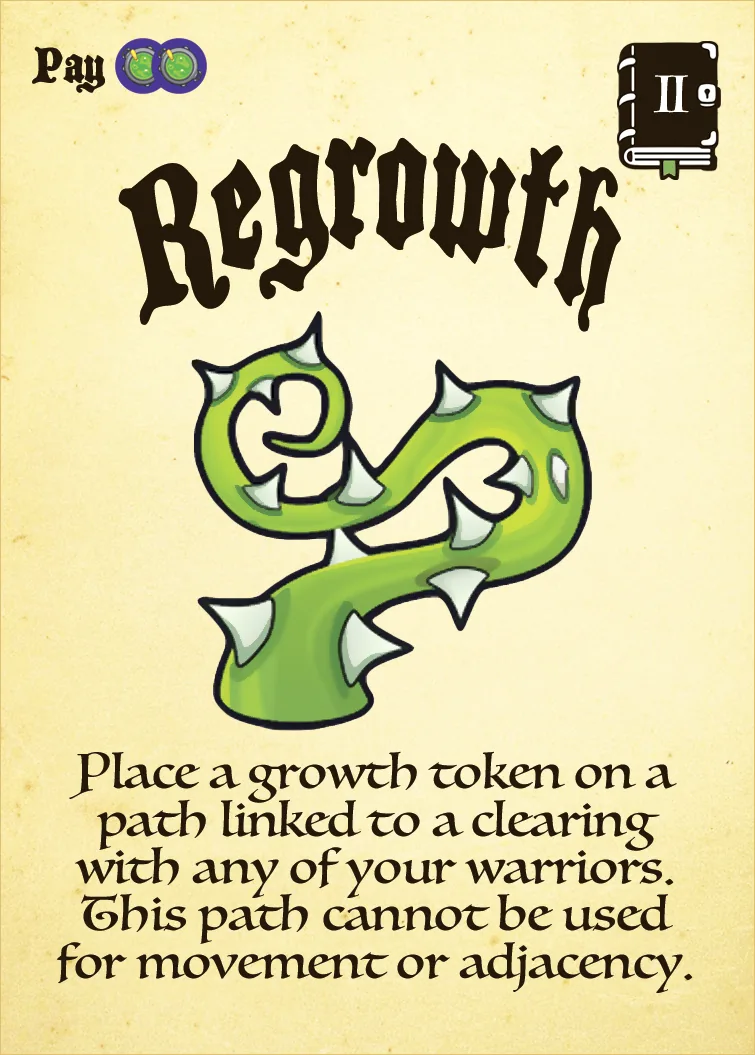 Pay
II
Regrowth
Place a growth token on a
path linked to a clearing
with any of your warriors.
This path cannot be used
for movement or adjacency.